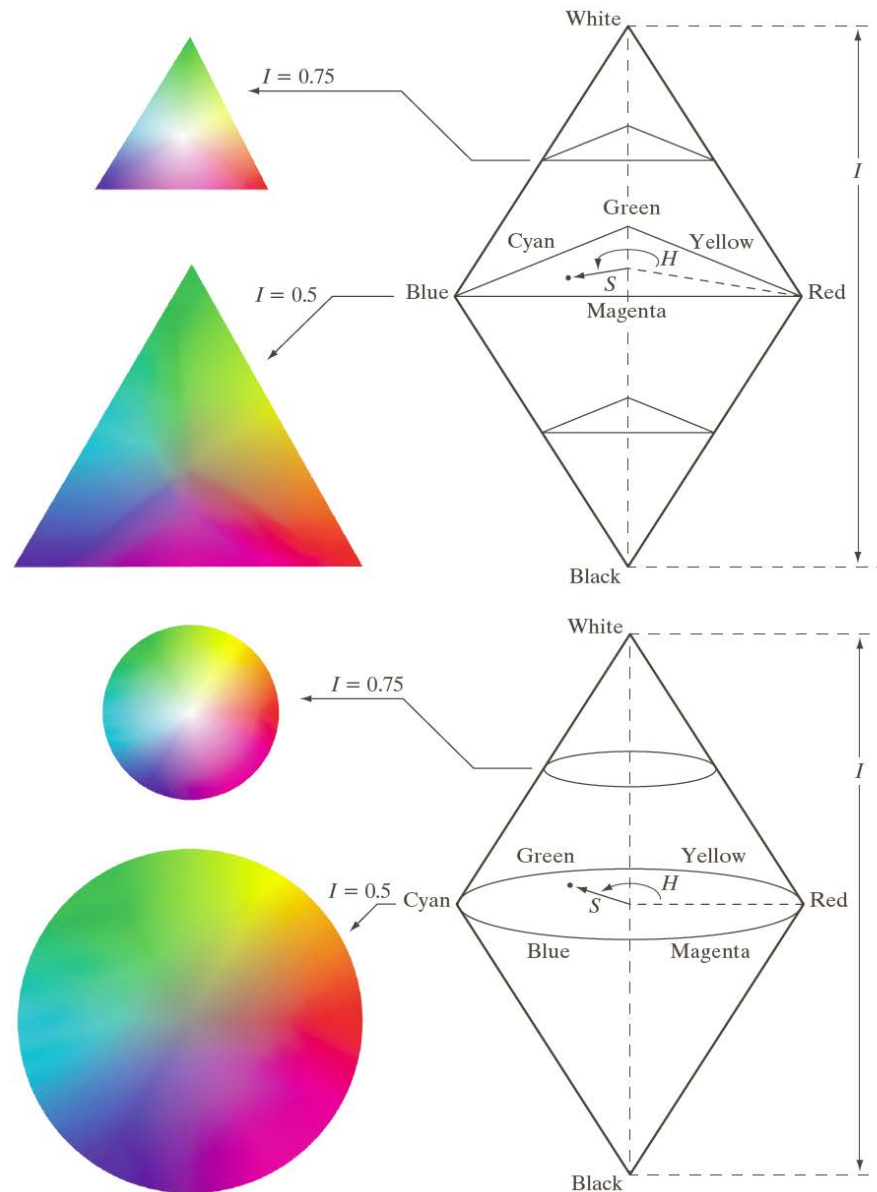 White
I = 0.75
I
Green
Cyan Yellow
H
I = 0.5 Blue S Red
Magenta
Black
White
I = 0.75
I
Green Yellow
H
I = 0.5 Cyan S Red
Blue Magenta
Black